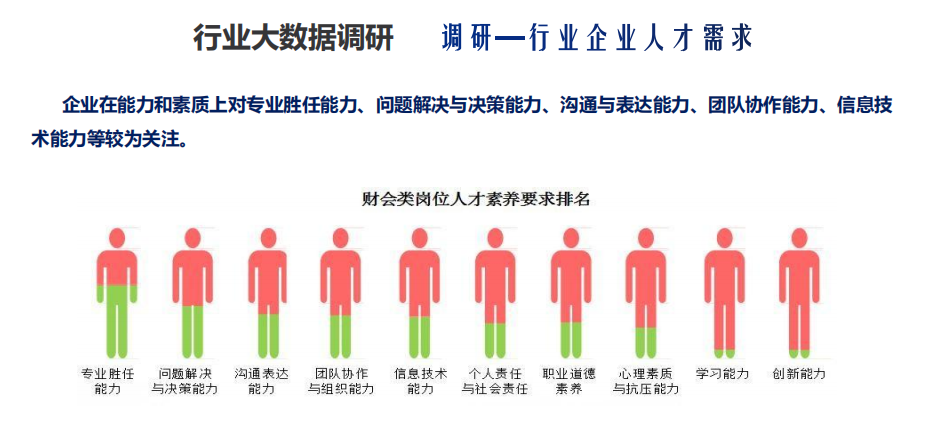 行业大数据调研 调研—行业企业人才需求
企业在能力和素质上对专业胜任能力、问题解决与决策能力、沟通与表达能力、团队协作能力、信息技
术能力等较为关注。
财会类岗位人才素养要求排名
专业胜任
能力
问题解决
与决策能力
沟通表达
能力
团队协作
与组织能力
信息技术
能力
个人责任
与社会责任
职业道德
素养
心理素质
与抗压能力
学习能力
创新能力